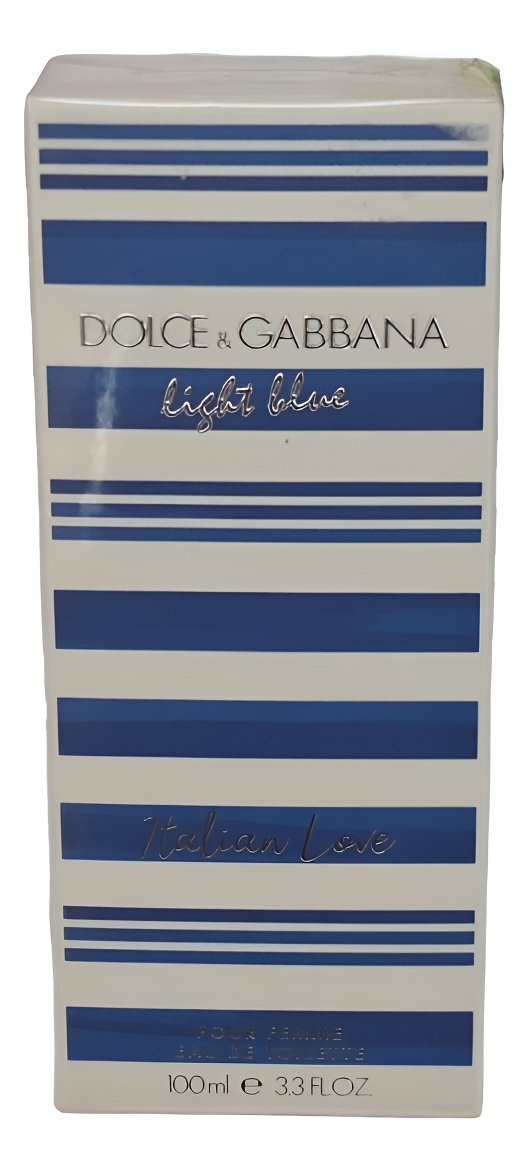 DOLCE & GABBANA
light blue
Italian Love
POUR FEMME
EAU DE TOILETTE
100 ml e 3.3 FL OZ